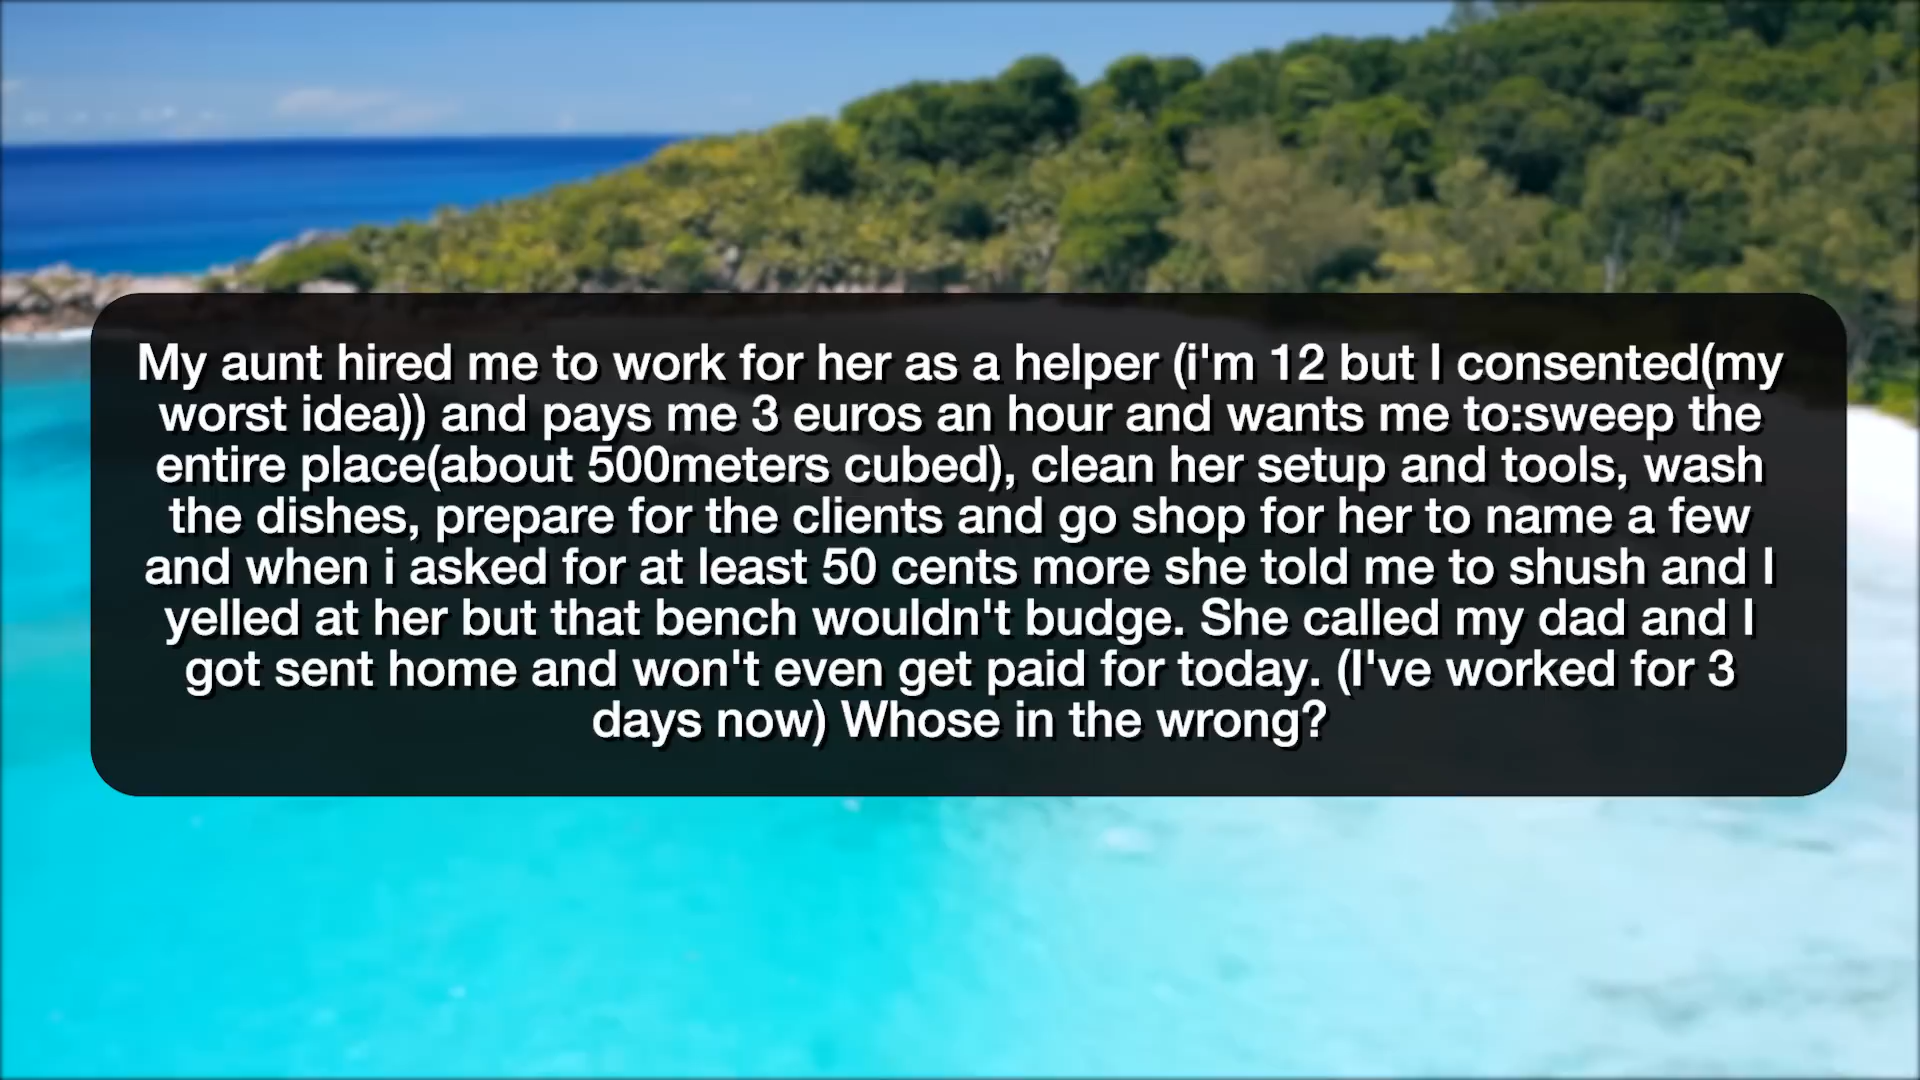 My aunt hired me to work for her as a helper (i'm 12 but I consented(my
worst idea)) and pays me 3 euros an hour and wants me to:sweep the
entire place(about 500meters cubed), clean her setup and tools, wash
the dishes, prepare for the clients and go shop for her to name a few
and when i asked for at least 50 cents more she told me to shush and I
yelled at her but that bench wouldn't budge. She called my dad and I
got sent home and won't even get paid for today. (I've worked for 3
days now) Whose in the wrong?